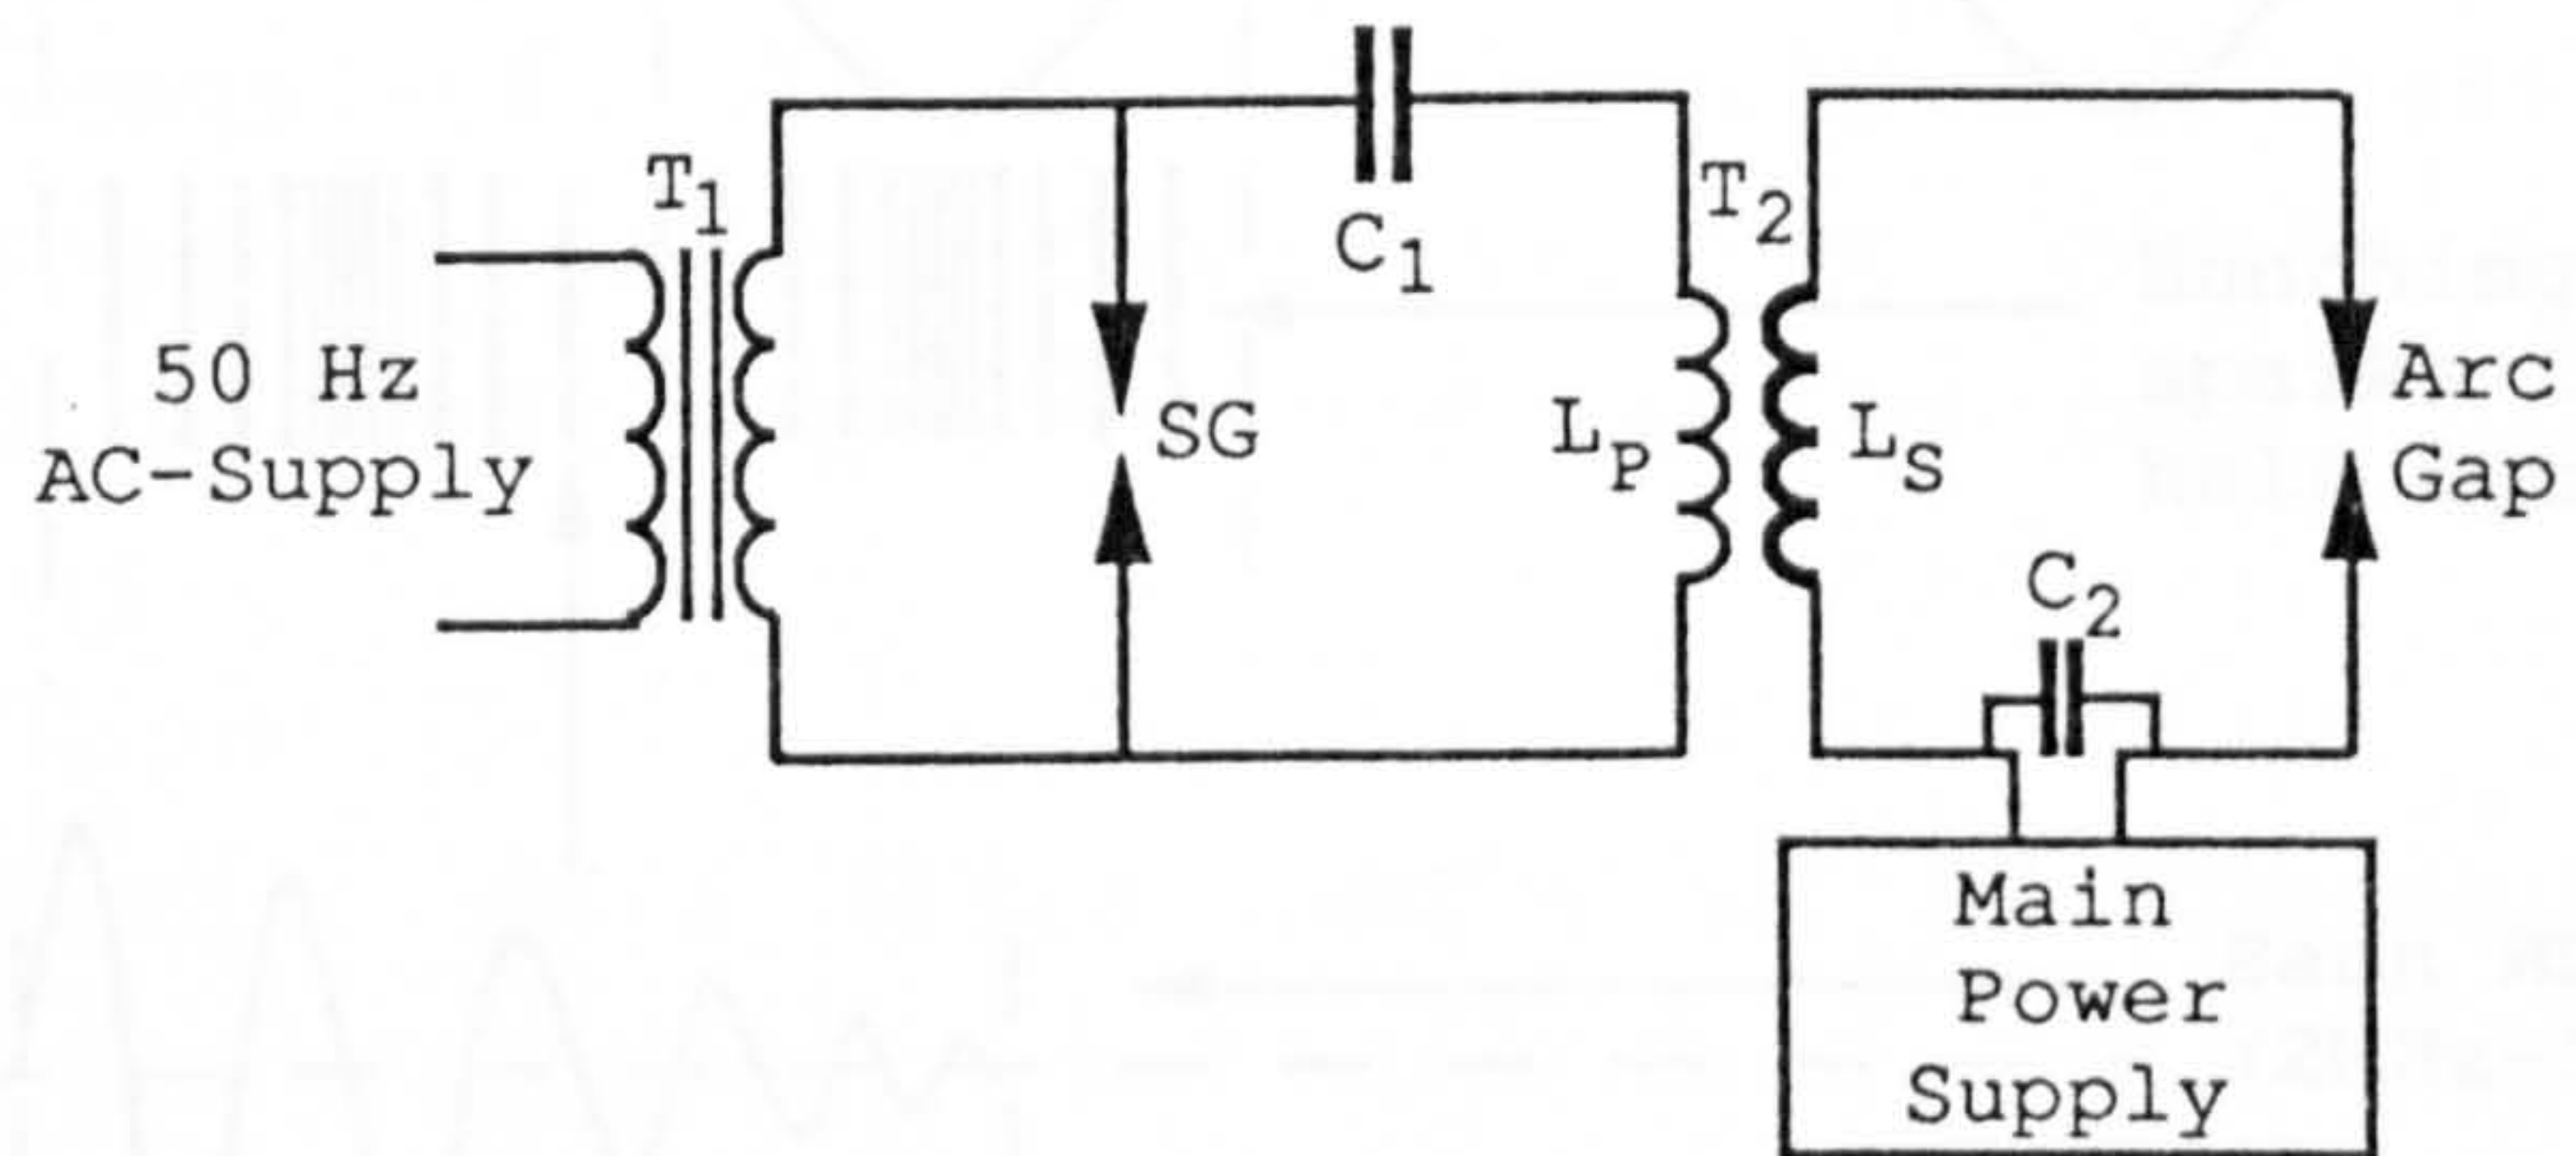 T1
50 Hz
AC-Supply
SG
C1
T2
LP
LS
Arc
Gap
C2
Main
Power
Supply